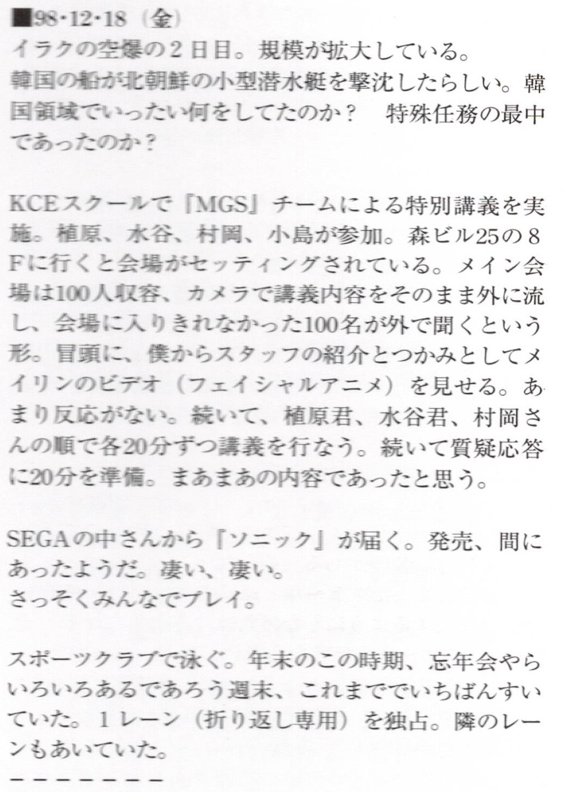 ■98・12・18（金）
イラクの空爆の２日目。規模が拡大している。
韓国の船が北朝鮮の小型潜水艇を撃沈したらしい。韓
国領域でいったい何をしてたのか？　特殊任務の最中
であったのか？
KCEスクールで『MGS』チームによる特別講義を実
施。植原、水谷、村岡、小島が参加。森ビル25の８
Ｆに行くと会場がセッティングされている。メイン会
場は100人収容、カメラで講義内容をそのまま外に流
し、会場に入りきれなかった100名が外で聞くという
形。冒頭に、僕からスタッフの紹介とつかみとしてメ
イリンのビデオ（フェイシャルアニメ）を見せる。あ
まり反応がない。続いて、植原君、水谷君、村岡さ
んの順で各20分ずつ講義を行なう。続いて質疑応答
に20分を準備。まあまあの内容であったと思う。
SEGAの中さんから『ソニック』が届く。発売、間に
あったようだ。凄い、凄い。
さっそくみんなでプレイ。
スポーツクラブで泳ぐ。年末のこの時期、忘年会やら
いろいろあるであろう週末、これまででいちばんすい
ていた。１レーン（折り返し専用）を独占。隣のレー
ンもあいていた。
－－－－－－－